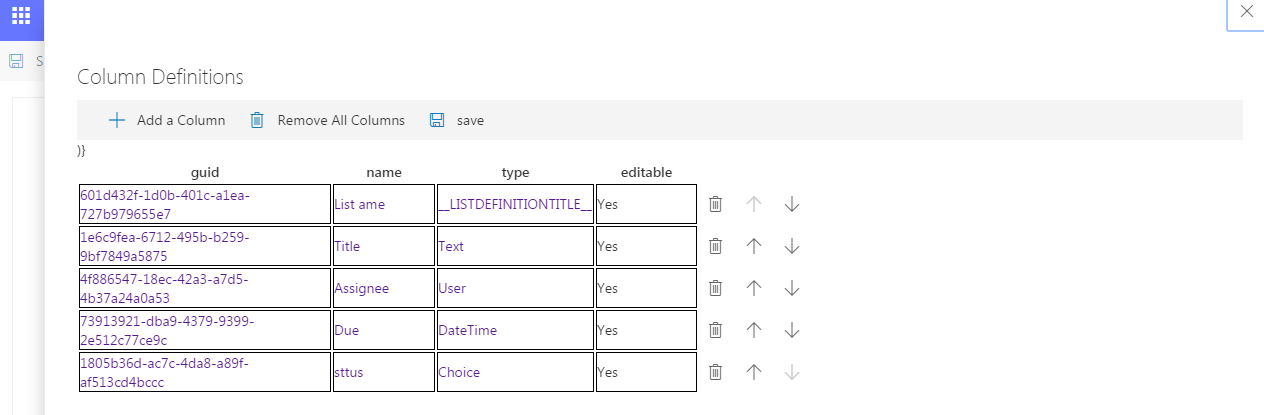 S
Column Definitions
Add a Column Remove All Columns save
)}
guid name type editable
601d432f-1d0b-401c-a1ea-
727b979655e7 List ame __LISTDEFINITIONTITLE__ Yes
1e6c9fea-6712-495b-b259-
9bf7849a5875 Title Text Yes
4f886547-18ec-42a3-a7d5-
4b37a24a0a53 Assignee User Yes
73913921-dba9-4379-9399-
2e512c77ce9c Due DateTime Yes
1805b36d-ac7c-4da8-a89f-
af513cd4bccc sttus Choice Yes